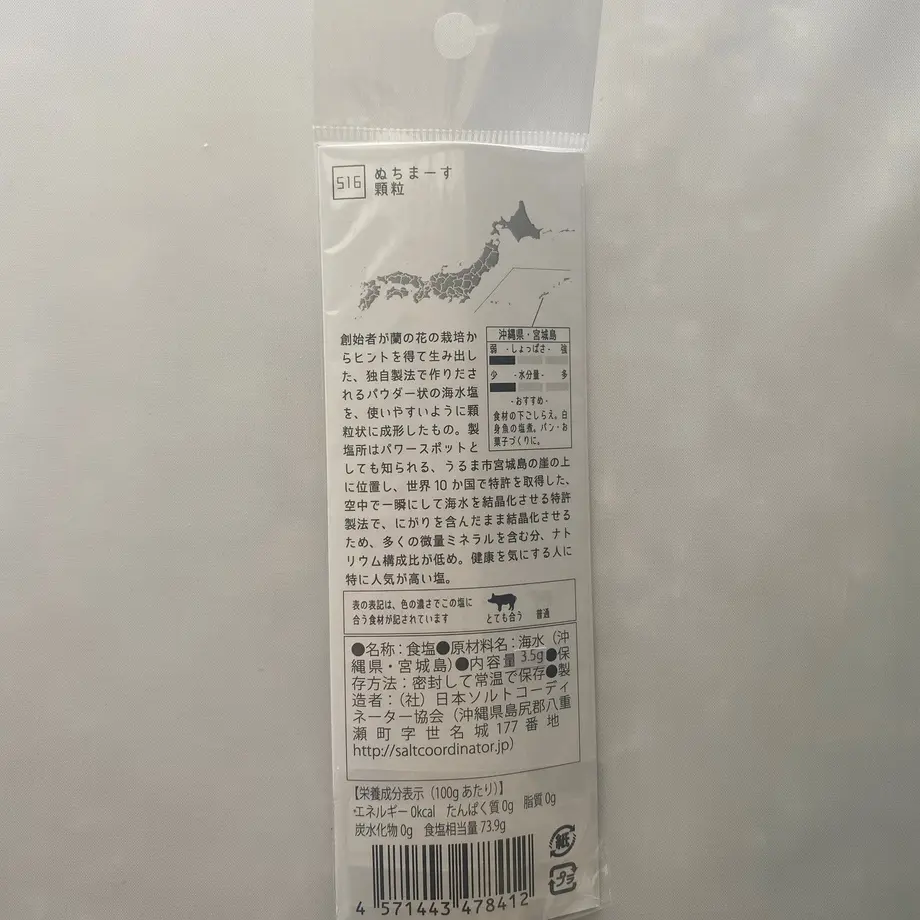 516
ぬちまーす
顆粒
創始者が蘭の花の栽培か
らヒントを得て生み出し
た、独自製法で作りださ
れるパウダー状の海水塩
を、使いやすいように顆
粒状に成形したもの。製
塩所はパワースポットと
しても知られる、うるま市宮城島の崖の上
に位置し、世界10か国で特許を取得した、
空中で一瞬にして海水を結晶化させる特許
製法で、にがりを含んだまま結晶化させる
ため、多くの微量ミネラルを含む分、ナト
リウム構成比が低め。健康を気にする人に
特に人気が高い塩。
沖縄県・宮城島
弱 -しょっぱさ- 強
少 -水分量- 多
-おすすめ-
食材の下ごしらえ。白
身魚の塩煮。パン・お
菓子づくりに。
表の表記は、色の濃さでこの塩に
合う食材が記されています
とても合う 普通
●名称：食塩●原材料名：海水（沖
縄県・宮城島）●内容量 3.5g●保
存方法：密封して常温で保存●製
造者：（社）日本ソルトコーディ
ネーター協会（沖縄県島尻郡八重
瀬町字世名城177番地
http://saltcoordinator.jp）
【栄養成分表示（100gあたり）】
・エネルギー0kcal たんぱく質0g 脂質0g
炭水化物0g 食塩相当量73.9g
紙
プラ
4 571443 478412